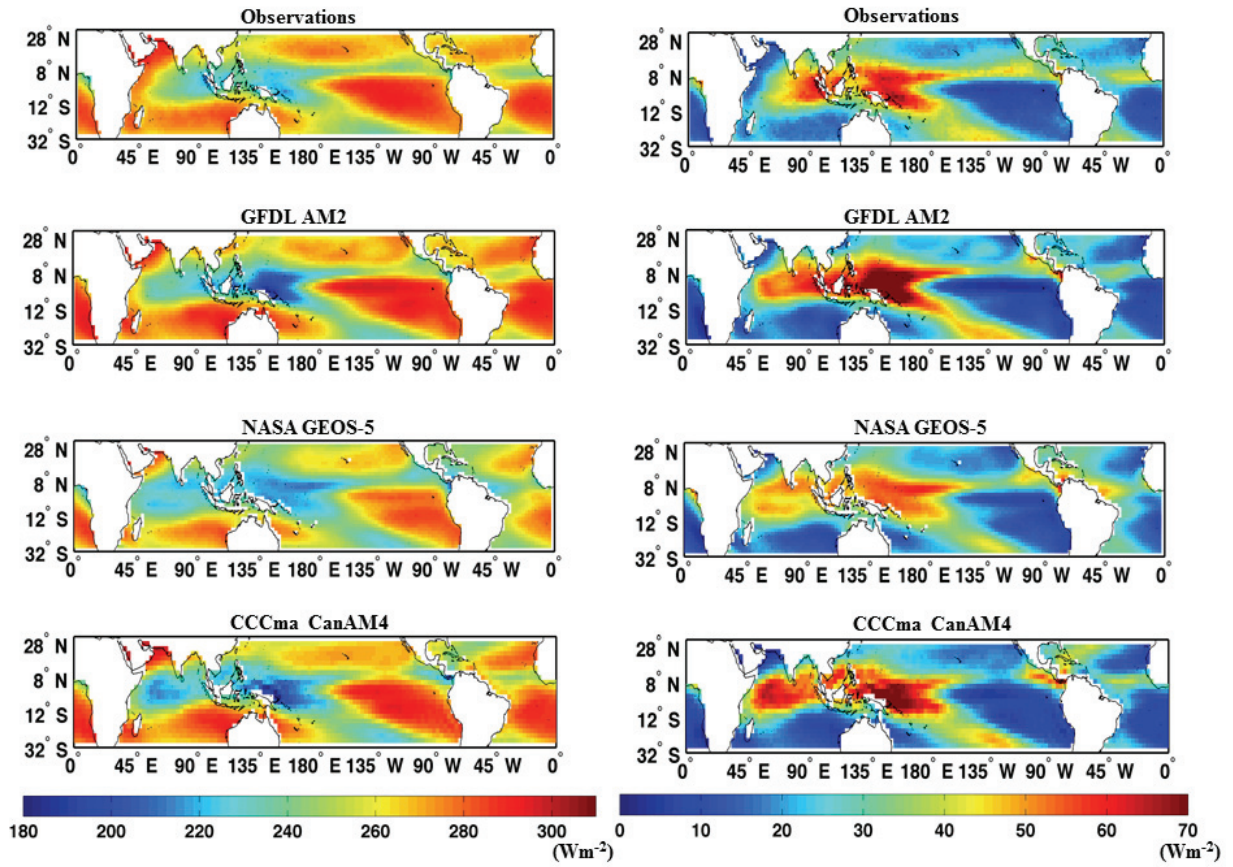 Observations
28° N
8° N
12° S
32° S
0° 45° E 90° E 135° E 180° E 135° W 90° W 45° W 0°
GFDL AM2
28° N
8° N
12° S
32° S
0° 45° E 90° E 135° E 180° E 135° W 90° W 45° W 0°
NASA GEOS-5
28° N
8° N
12° S
32° S
0° 45° E 90° E 135° E 180° E 135° W 90° W 45° W 0°
CCCma CanAM4
28° N
8° N
12° S
32° S
0° 45° E 90° E 135° E 180° E 135° W 90° W 45° W 0°
180 200 220 240 260 280 300
(Wm-2)
Observations
28° N
8° N
12° S
32° S
0° 45° E 90° E 135° E 180° E 135° W 90° W 45° W 0°
GFDL AM2
28° N
8° N
12° S
32° S
0° 45° E 90° E 135° E 180° E 135° W 90° W 45° W 0°
NASA GEOS-5
28° N
8° N
12° S
32° S
0° 45° E 90° E 135° E 180° E 135° W 90° W 45° W 0°
CCCma CanAM4
28° N
8° N
12° S
32° S
0° 45° E 90° E 135° E 180° E 135° W 90° W 45° W 0°
0 10 20 30 40 50 60 70
(Wm-2)